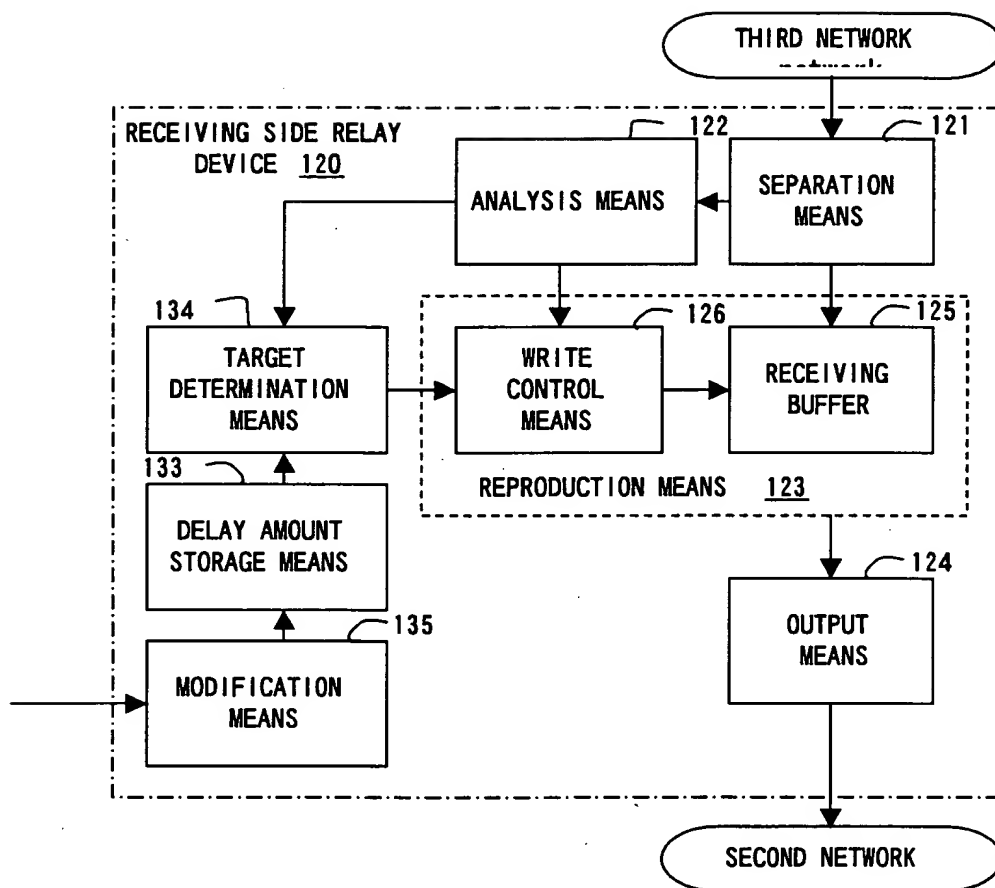 THIRD NETWORK
RECEIVING SIDE RELAY
DEVICE 120
122
121
ANALYSIS MEANS
SEPARATION
MEANS
134
126
125
TARGET
DETERMINATION
MEANS
WRITE
CONTROL
MEANS
RECEIVING
BUFFER
133
REPRODUCTION MEANS 123
DELAY AMOUNT
STORAGE MEANS
124
135
OUTPUT
MEANS
MODIFICATION
MEANS
SECOND NETWORK